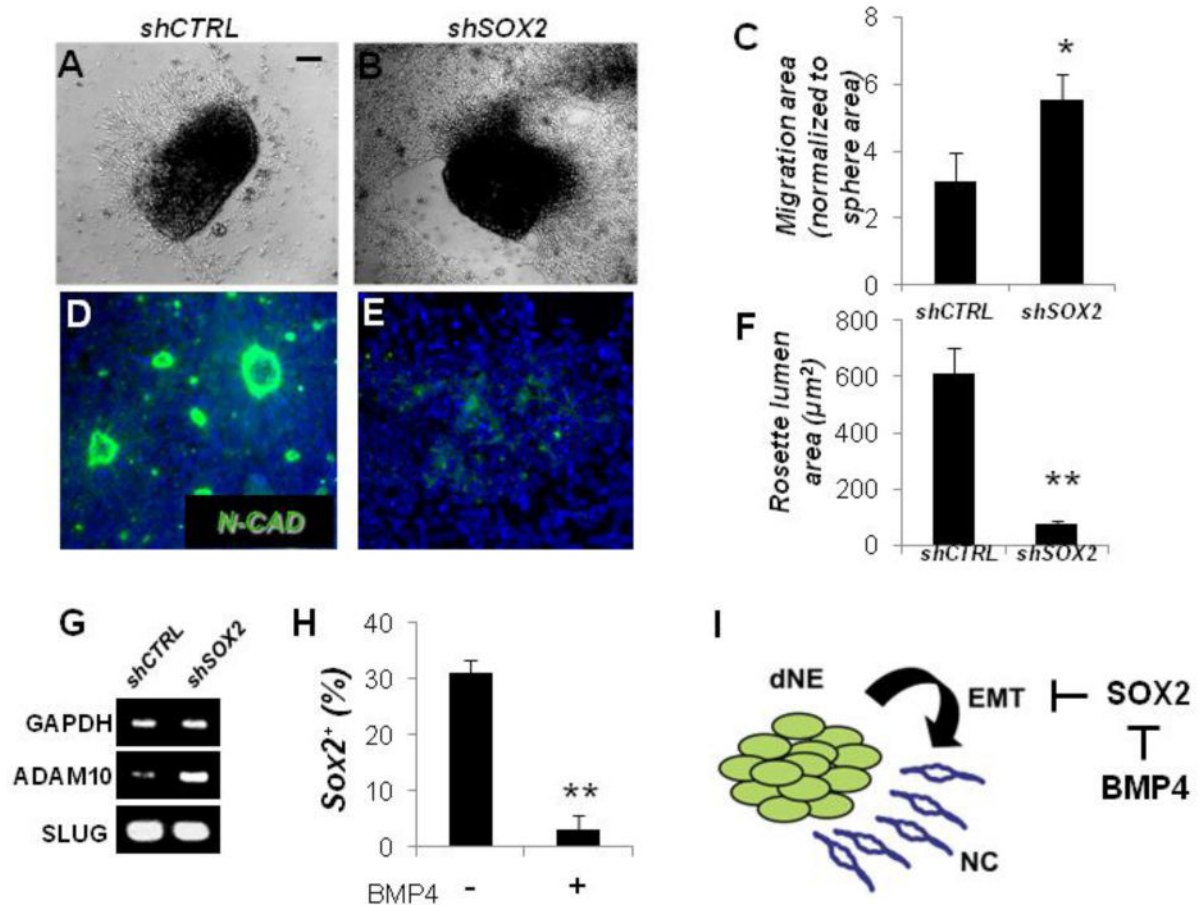 shCTRL
shSOX2
A
B
C
Migration area
(normalized to
sphere area)
8
6
4
2
0
shCTRL
shSOX2
*
D
N-CAD
E
F
Rosette lumen
area (µm²)
800
600
400
200
0
shCTRL
shSOX2
**
G
shCTRL
shSOX2
GAPDH
ADAM10
SLUG
H
Sox2⁺ (%)
40
30
20
10
0
**
BMP4 - +
I
dNE
EMT
SOX2
BMP4
NC